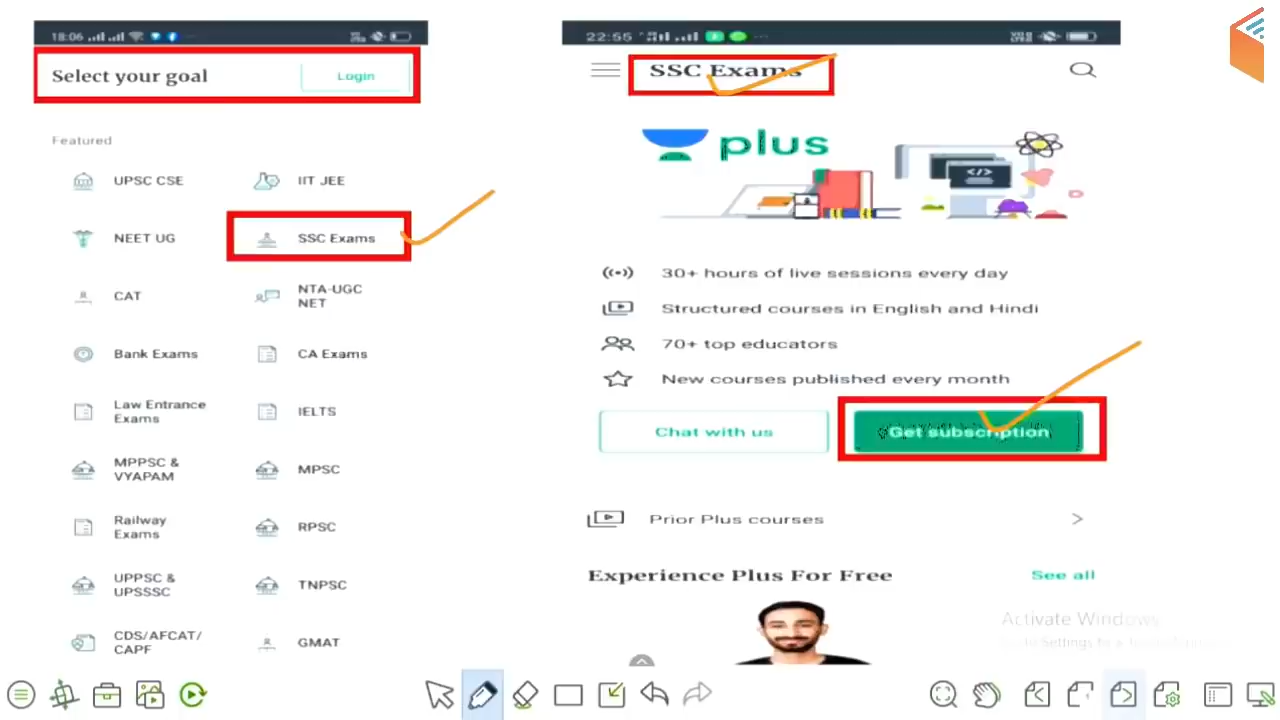 18:06
Select your goal
Login
Featured
UPSC CSE
IIT JEE
NEET UG
SSC Exams
CAT
NTA-UGC
NET
Bank Exams
CA Exams
Law Entrance
Exams
IELTS
MPPSC &
VYAPAM
MPSC
Railway
Exams
RPSC
UPPSC &
UPSSSC
TNPSC
CDS/AFCAT/
CAPF
GMAT
22:55
SSC Exams
plus
</>
30+ hours of live sessions every day
Structured courses in English and Hindi
70+ top educators
New courses published every month
Chat with us
Get subscription
Prior Plus courses
Experience Plus For Free
See all
Activate Windows
Settings to a